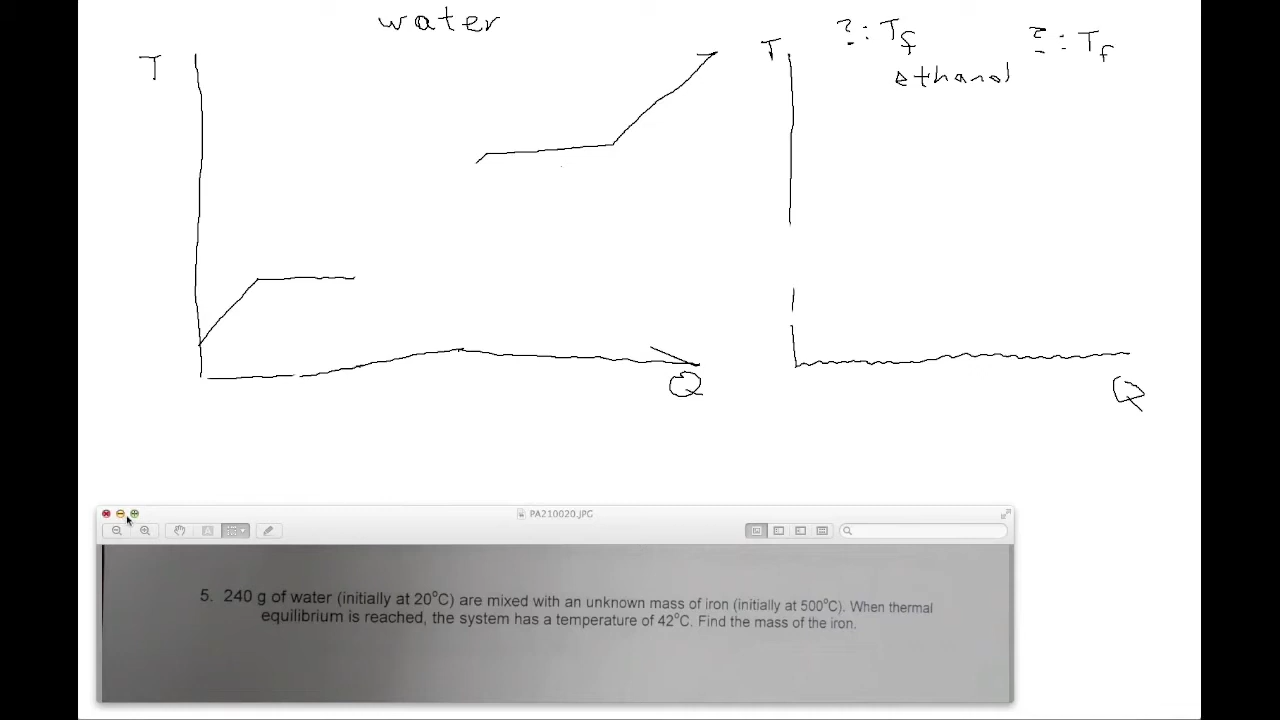 water
T
T
?: Tf
?: Tf
ethanol
Q
Q
PA210020.JPG
5. 240 g of water (initially at 20°C) are mixed with an unknown mass of iron (initially at 500°C). When thermal
equilibrium is reached, the system has a temperature of 42°C. Find the mass of the iron.